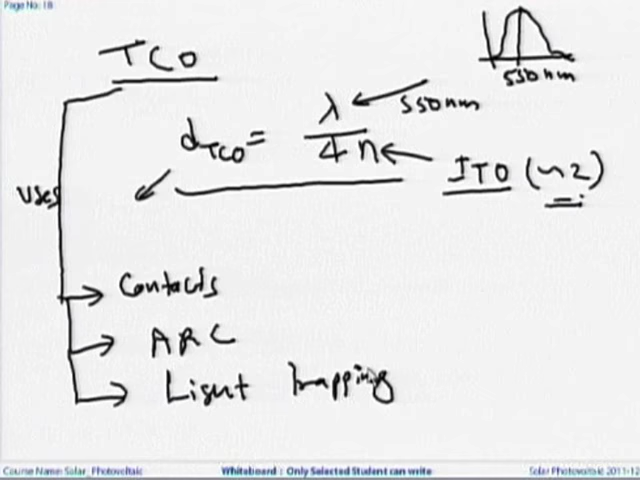 Page No: 18
TCO
550nm
d_TCO = λ / 4n
550nm
ITO (~2)
Uses
Contacts
ARC
Light trapping
Course Name: Solar_Photovoltaic
Whiteboard : Only Selected Student can write
Solar Photovoltaic 2011-12